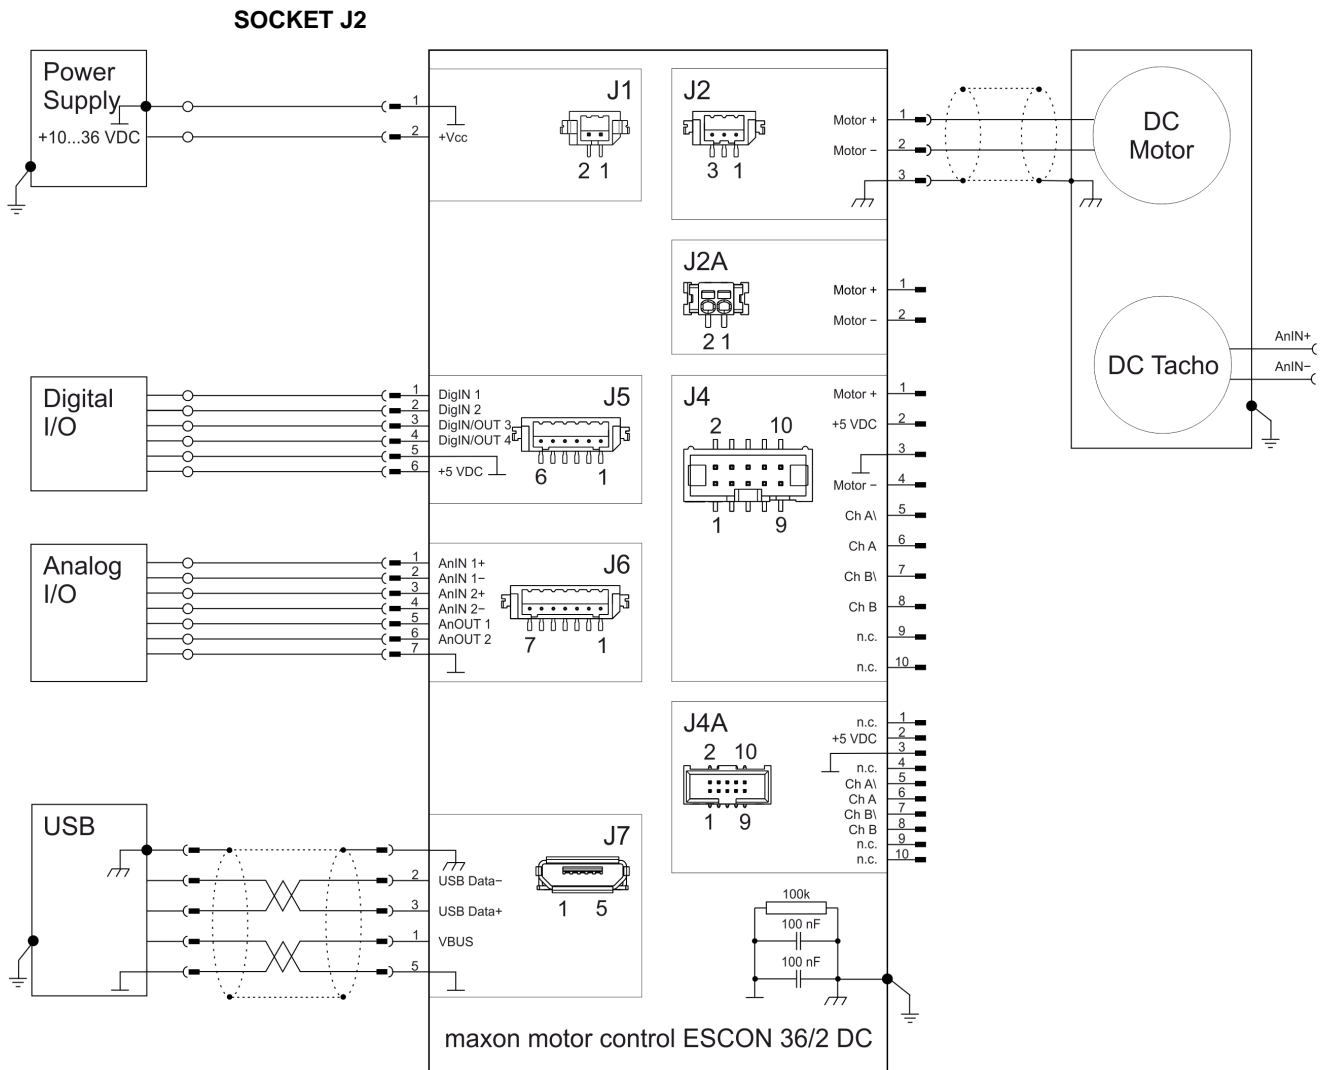 SOCKET J2
Power
Supply
+10...36 VDC
1
2
+Vcc
J1
2 1
J2
3 1
Motor +
Motor −
1
2
3
DC
Motor
J2A
2 1
Motor +
Motor −
1
2
DC Tacho
AnIN+
AnIN−
Digital
I/O
1
2
3
4
5
6
DigIN 1
DigIN 2
DigIN/OUT 3
DigIN/OUT 4
+5 VDC
J5
6 1
J4
2 10
1 9
Motor +
+5 VDC
Motor −
Ch A\
Ch A
Ch B\
Ch B
n.c.
n.c.
1
2
3
4
5
6
7
8
9
10
Analog
I/O
1
2
3
4
5
6
7
AnIN 1+
AnIN 1−
AnIN 2+
AnIN 2−
AnOUT 1
AnOUT 2
J6
7 1
J4A
2 10
1 9
n.c.
+5 VDC
n.c.
Ch A\
Ch A
Ch B\
Ch B
n.c.
n.c.
1
2
3
4
5
6
7
8
9
10
USB
2
3
1
5
USB Data−
USB Data+
VBUS
J7
1 5
100k
100 nF
100 nF
maxon motor control ESCON 36/2 DC